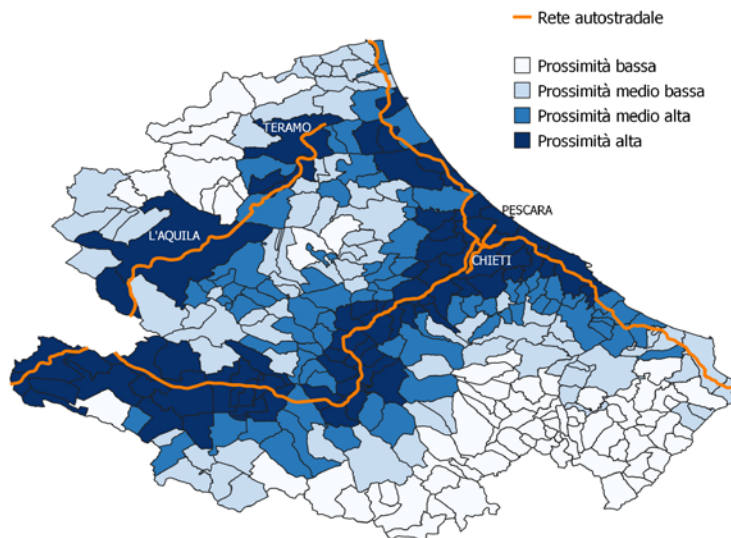 Rete autostradale
Prossimità bassa
Prossimità medio bassa
Prossimità medio alta
Prossimità alta
TERAMO
PESCARA
L'AQUILA
CHIETI